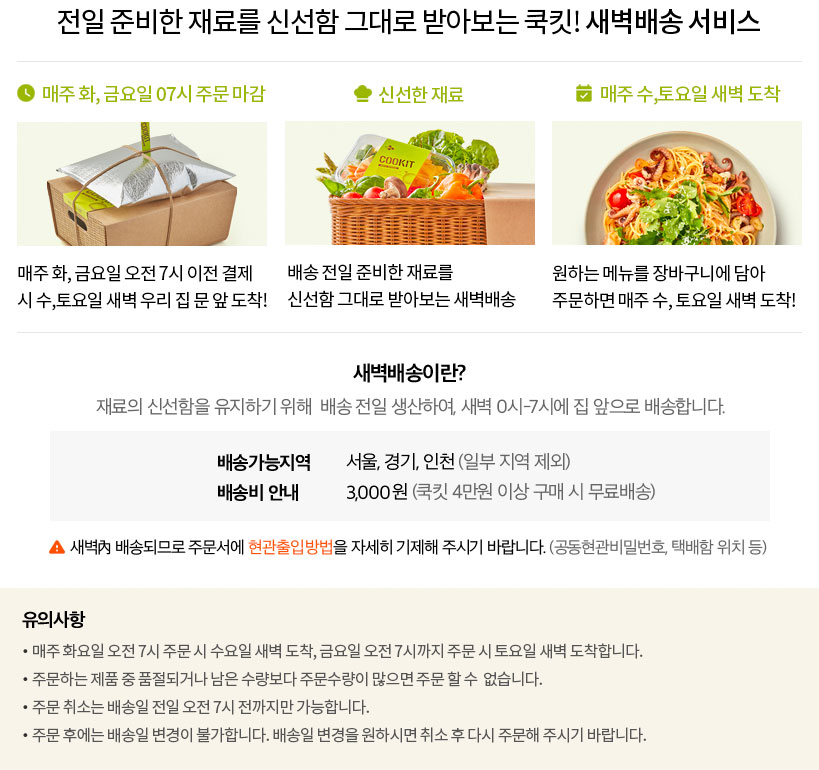 전일 준비한 재료를 신선함 그대로 받아보는 쿡킷! 새벽배송 서비스
매주 화, 금요일 07시 주문 마감
신선한 재료
매주 수,토요일 새벽 도착
COOKIT
매주 화, 금요일 오전 7시 이전 결제
시 수,토요일 새벽 우리 집 문 앞 도착!
배송 전일 준비한 재료를
신선함 그대로 받아보는 새벽배송
원하는 메뉴를 장바구니에 담아
주문하면 매주 수, 토요일 새벽 도착!
새벽배송이란?
재료의 신선함을 유지하기 위해 배송 전일 생산하여, 새벽 0시-7시에 집 앞으로 배송합니다.
배송가능지역 서울, 경기, 인천 (일부 지역 제외)
배송비 안내 3,000원 (쿡킷 4만원 이상 구매 시 무료배송)
새벽內 배송되므로 주문서에 현관출입방법을 자세히 기제해 주시기 바랍니다. (공동현관비밀번호, 택배함 위치 등)
유의사항
• 매주 화요일 오전 7시 주문 시 수요일 새벽 도착, 금요일 오전 7시까지 주문 시 토요일 새벽 도착합니다.
• 주문하는 제품 중 품절되거나 남은 수량보다 주문수량이 많으면 주문 할 수 없습니다.
• 주문 취소는 배송일 전일 오전 7시 전까지만 가능합니다.
• 주문 후에는 배송일 변경이 불가합니다. 배송일 변경을 원하시면 취소 후 다시 주문해 주시기 바랍니다.